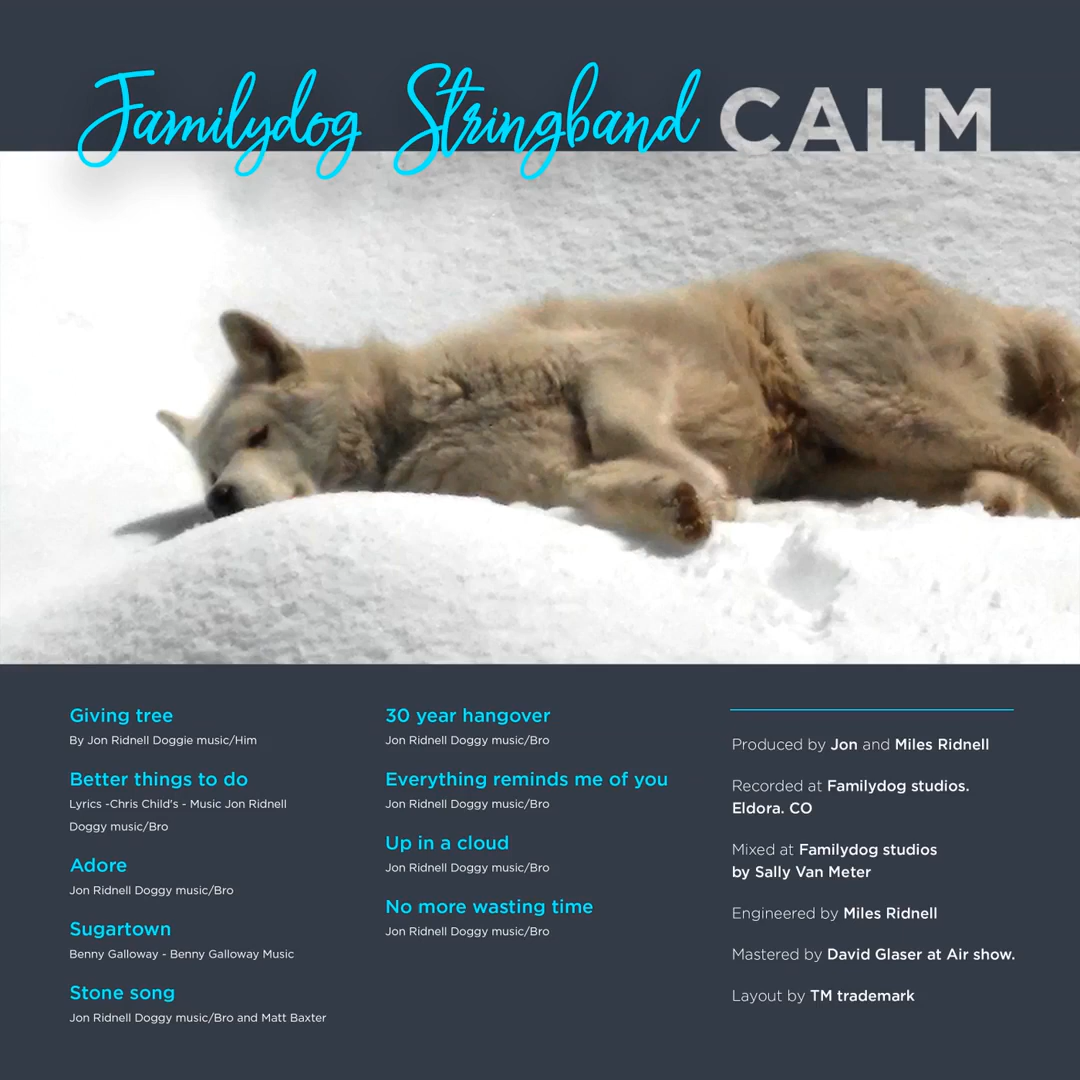 Familydog Stringband CALM
Giving tree
By Jon Ridnell Doggie music/Him
Better things to do
Lyrics -Chris Child's - Music Jon Ridnell
Doggy music/Bro
Adore
Jon Ridnell Doggy music/Bro
Sugartown
Benny Galloway - Benny Galloway Music
Stone song
Jon Ridnell Doggy music/Bro and Matt Baxter
30 year hangover
Jon Ridnell Doggy music/Bro
Everything reminds me of you
Jon Ridnell Doggy music/Bro
Up in a cloud
Jon Ridnell Doggy music/Bro
No more wasting time
Jon Ridnell Doggy music/Bro
Produced by Jon and Miles Ridnell
Recorded at Familydog studios.
Eldora. CO
Mixed at Familydog studios
by Sally Van Meter
Engineered by Miles Ridnell
Mastered by David Glaser at Air show.
Layout by TM trademark